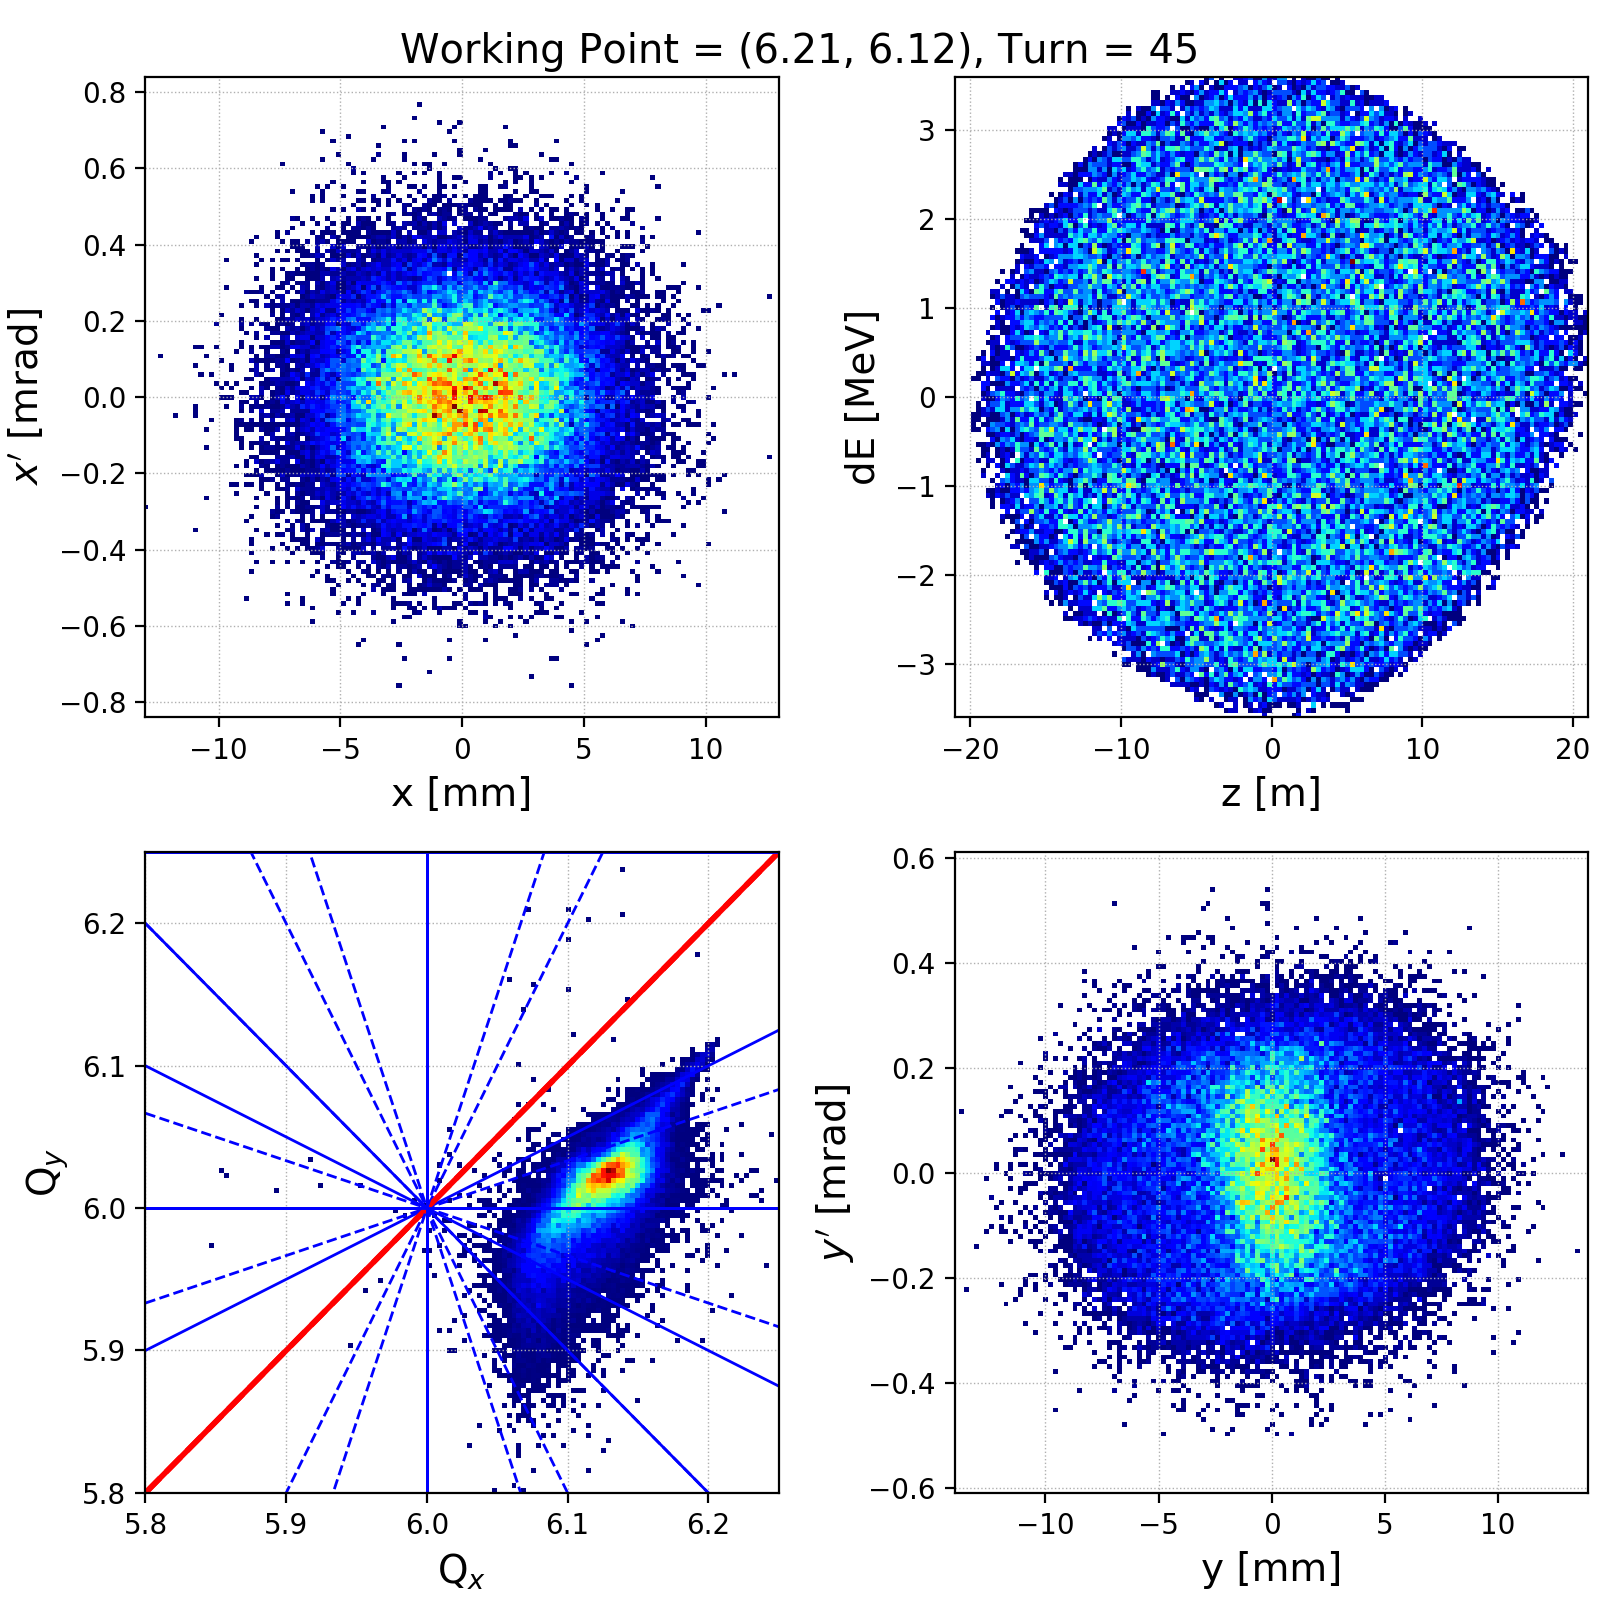 Working Point = (6.21, 6.12), Turn = 45
0.8
0.6
0.4
0.2
0.0
−0.2
−0.4
−0.6
−0.8
x′ [mrad]
−10 −5 0 5 10
x [mm]
3
2
1
0
−1
−2
−3
dE [MeV]
−20 −10 0 10 20
z [m]
6.2
6.1
6.0
5.9
5.8
Qy
5.8 5.9 6.0 6.1 6.2
Qx
0.6
0.4
0.2
0.0
−0.2
−0.4
−0.6
y′ [mrad]
−10 −5 0 5 10
y [mm]